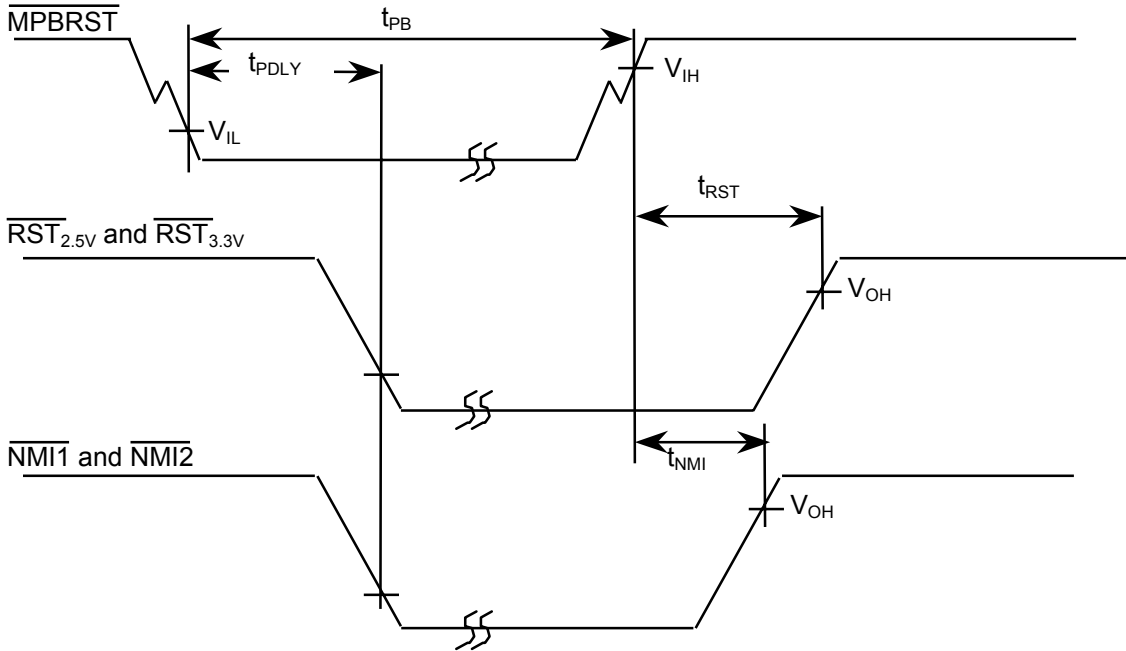 MPBRST
tPB
tPDLY
VIH
VIL
tRST
RST2.5V and RST3.3V
VOH
tNMI
NMI1 and NMI2
VOH